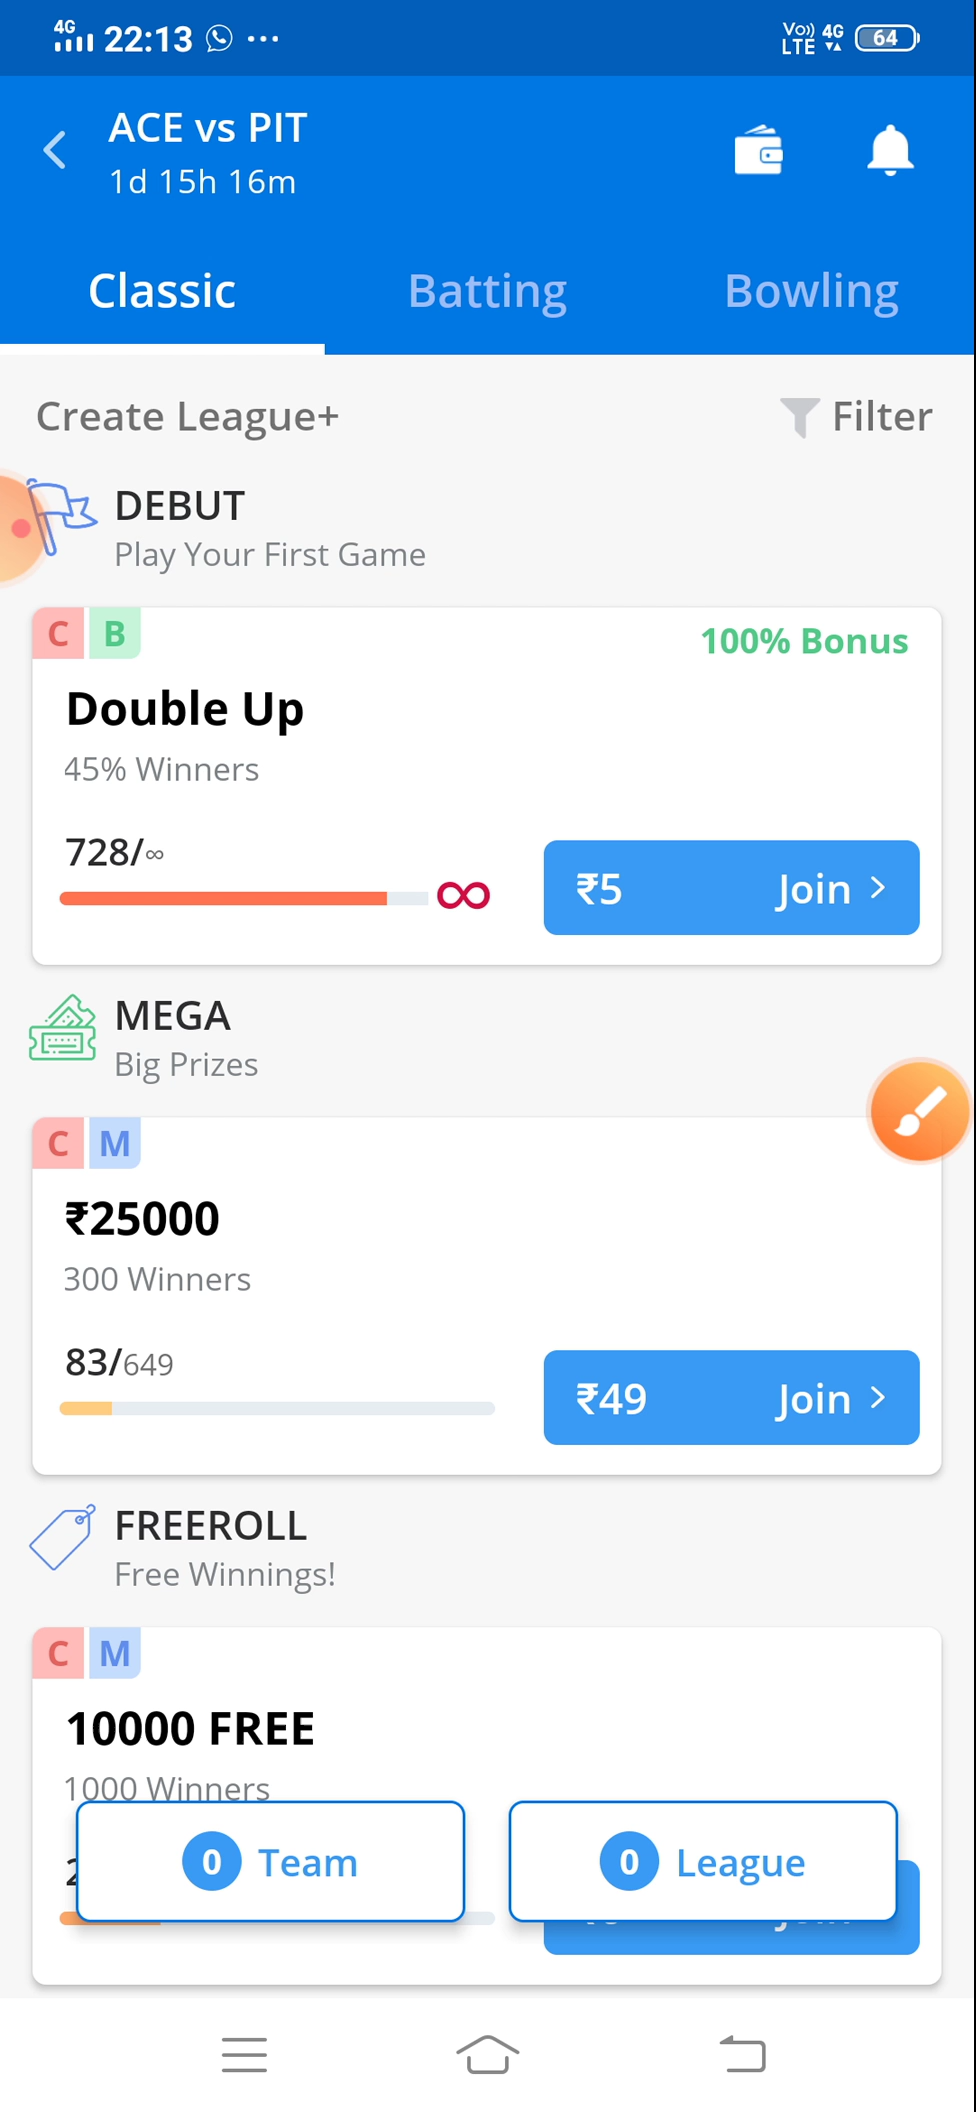 4G 22:13 ... Vo)) LTE 4G 64
ACE vs PIT
1d 15h 16m
Classic Batting Bowling
Create League+ Filter
DEBUT
Play Your First Game
C B 100% Bonus
Double Up
45% Winners
728/∞ ∞
₹5 Join >
MEGA
Big Prizes
C M
₹25000
300 Winners
83/649
₹49 Join >
FREEROLL
Free Winnings!
C M
10000 FREE
1000 Winners
0 Team 0 League